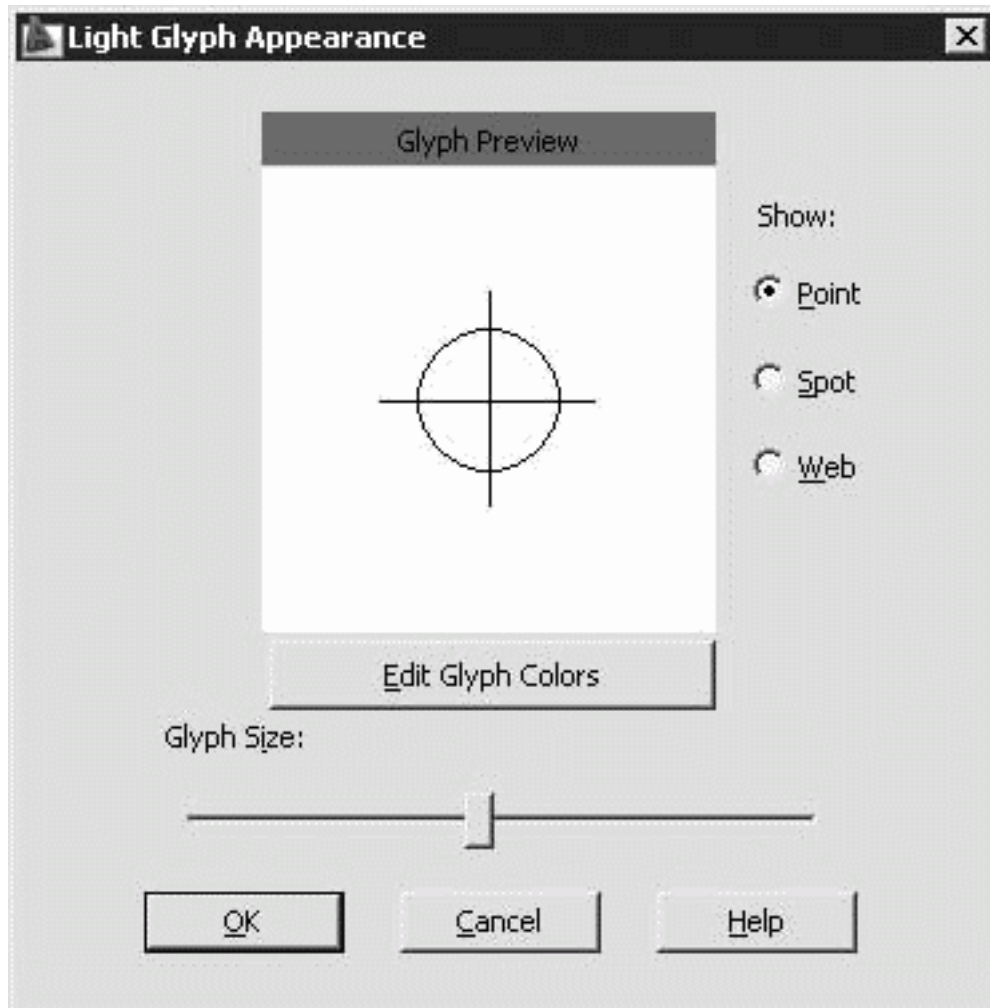 Light Glyph Appearance
Glyph Preview
Show:
Point
Spot
Web
Edit Glyph Colors
Glyph Size:
OK Cancel Help